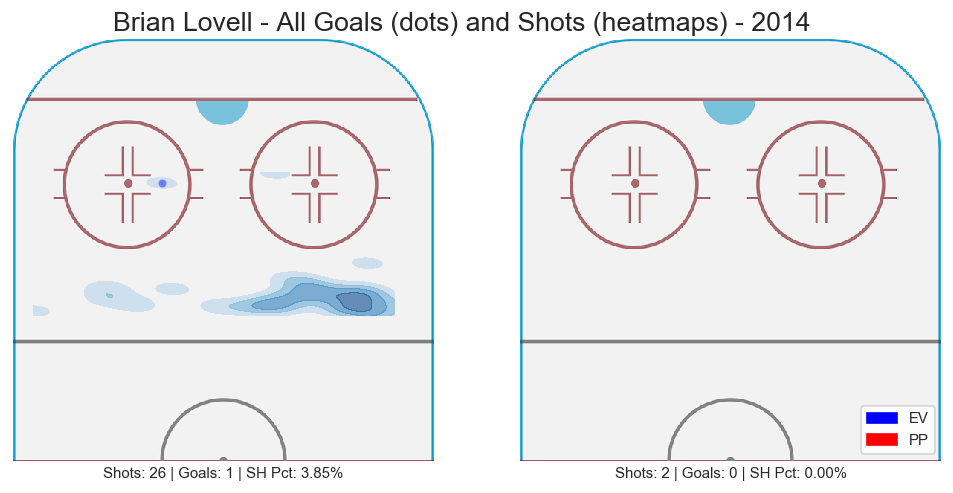 Brian Lovell - All Goals (dots) and Shots (heatmaps) - 2014
EV
PP
Shots: 26 | Goals: 1 | SH Pct: 3.85%
Shots: 2 | Goals: 0 | SH Pct: 0.00%